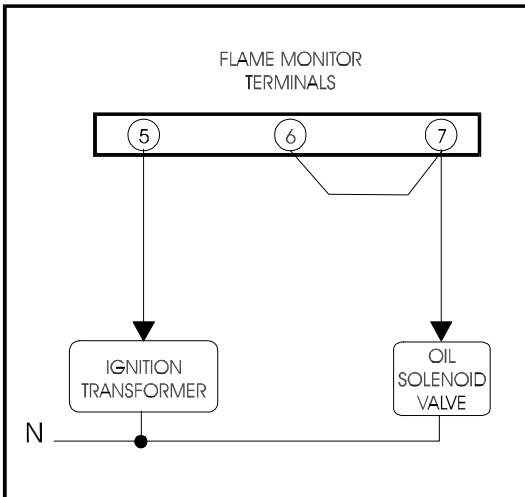 FLAME MONITOR
TERMINALS
5
6
7
IGNITION
TRANSFORMER
OIL
SOLENOID
VALVE
N